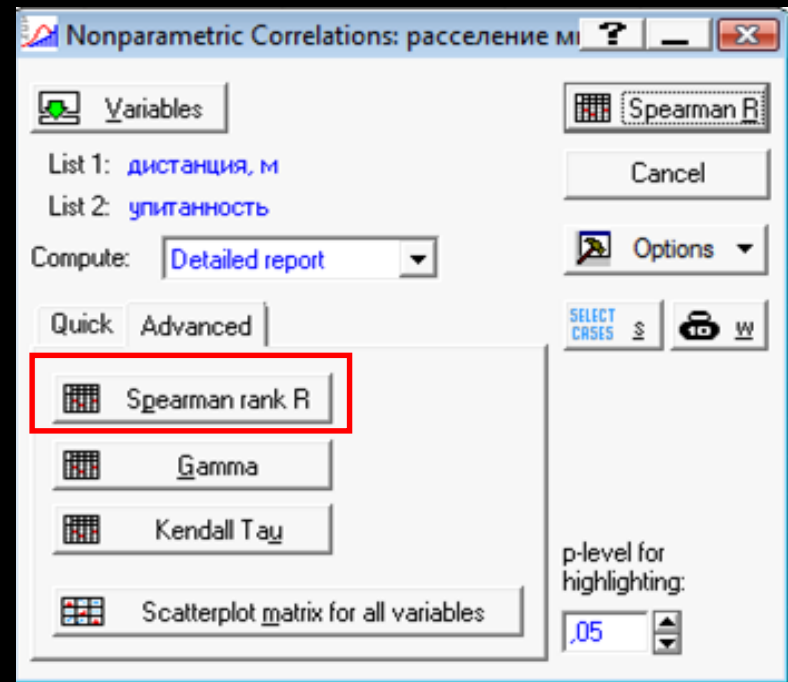 Nonparametric Correlations: расселение
Variables
Spearman R
List 1: дистанция, м
Cancel
List 2: упитанность
Compute: Detailed report
Options
Quick Advanced
SELECT CASES S
W
Spearman rank R
Gamma
Kendall Tau
p-level for
highlighting:
Scatterplot matrix for all variables
,05